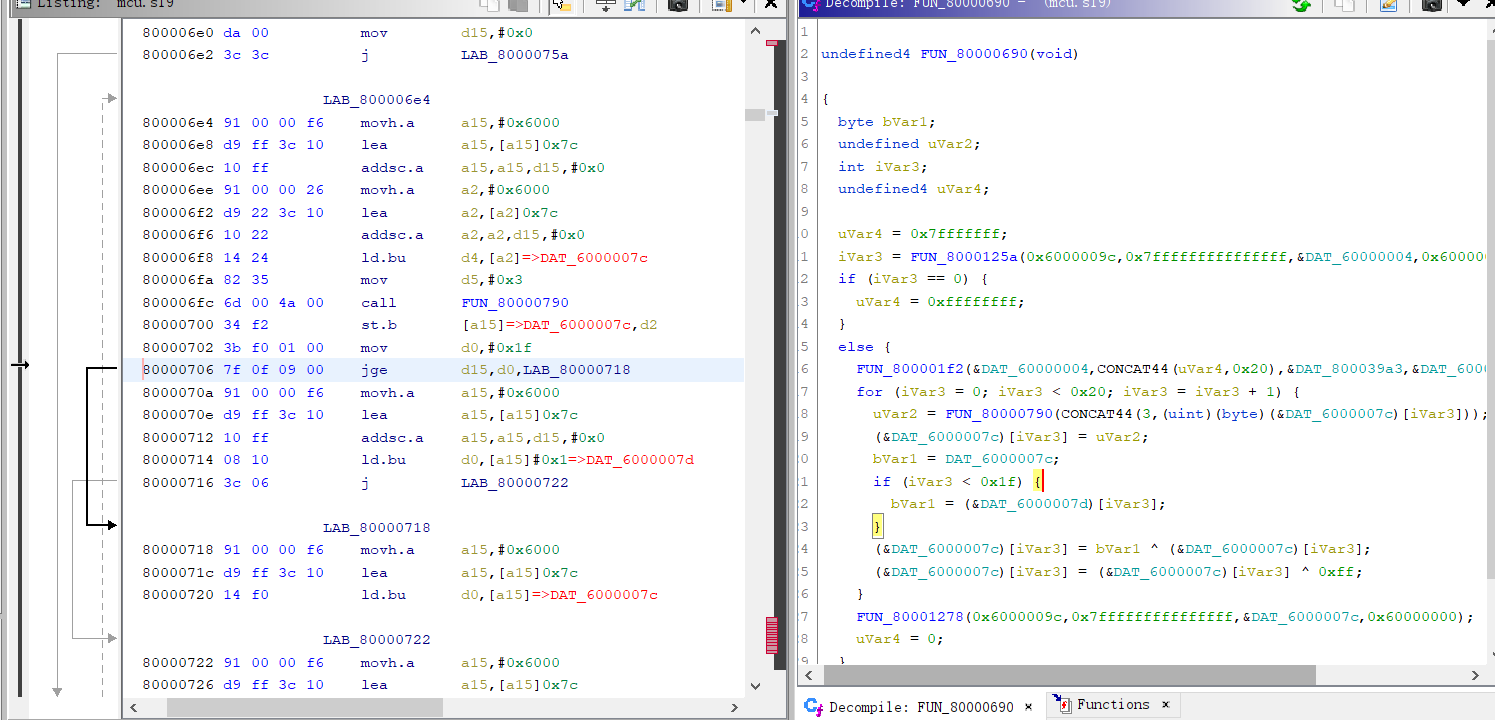 Listing: mcu.s19
800006e0 da 00 mov d15,#0x0
800006e2 3c 3c j LAB_8000075a
LAB_800006e4
800006e4 91 00 00 f6 movh.a a15,#0x6000
800006e8 d9 ff 3c 10 lea a15,[a15]0x7c
800006ec 10 ff addsc.a a15,a15,d15,#0x0
800006ee 91 00 00 26 movh.a a2,#0x6000
800006f2 d9 22 3c 10 lea a2,[a2]0x7c
800006f6 10 22 addsc.a a2,a2,d15,#0x0
800006f8 14 24 ld.bu d4,[a2]=>DAT_6000007c
800006fa 82 35 mov d5,#0x3
800006fc 6d 00 4a 00 call FUN_80000790
80000700 34 f2 st.b [a15]=>DAT_6000007c,d2
80000702 3b f0 01 00 mov d0,#0x1f
80000706 7f 0f 09 00 jge d15,d0,LAB_80000718
8000070a 91 00 00 f6 movh.a a15,#0x6000
8000070e d9 ff 3c 10 lea a15,[a15]0x7c
80000712 10 ff addsc.a a15,a15,d15,#0x0
80000714 08 10 ld.bu d0,[a15]#0x1=>DAT_6000007d
80000716 3c 06 j LAB_80000722
LAB_80000718
80000718 91 00 00 f6 movh.a a15,#0x6000
8000071c d9 ff 3c 10 lea a15,[a15]0x7c
80000720 14 f0 ld.bu d0,[a15]=>DAT_6000007c
LAB_80000722
80000722 91 00 00 f6 movh.a a15,#0x6000
80000726 d9 ff 3c 10 lea a15,[a15]0x7c
Decompile: FUN_80000690 - (mcu.s19)
1
2 undefined4 FUN_80000690(void)
3
4 {
5 byte bVar1;
6 undefined uVar2;
7 int iVar3;
8 undefined4 uVar4;
9
0 uVar4 = 0x7fffffff;
1 iVar3 = FUN_8000125a(0x6000009c,0x7fffffffffffffff,&DAT_60000004,0x60000
2 if (iVar3 == 0) {
3 uVar4 = 0xffffffff;
4 }
5 else {
6 FUN_800001f2(&DAT_60000004,CONCAT44(uVar4,0x20),&DAT_800039a3,&DAT_600
7 for (iVar3 = 0; iVar3 < 0x20; iVar3 = iVar3 + 1) {
8 uVar2 = FUN_80000790(CONCAT44(3,(uint)(byte)(&DAT_6000007c)[iVar3]));
9 (&DAT_6000007c)[iVar3] = uVar2;
0 bVar1 = DAT_6000007c;
1 if (iVar3 < 0x1f) {
2 bVar1 = (&DAT_6000007d)[iVar3];
3 }
4 (&DAT_6000007c)[iVar3] = bVar1 ^ (&DAT_6000007c)[iVar3];
5 (&DAT_6000007c)[iVar3] = (&DAT_6000007c)[iVar3] ^ 0xff;
6 }
7 FUN_80001278(0x6000009c,0x7fffffffffffffff,&DAT_6000007c,0x60000000);
8 uVar4 = 0;
9 }
Decompile: FUN_80000690 ×
Functions ×